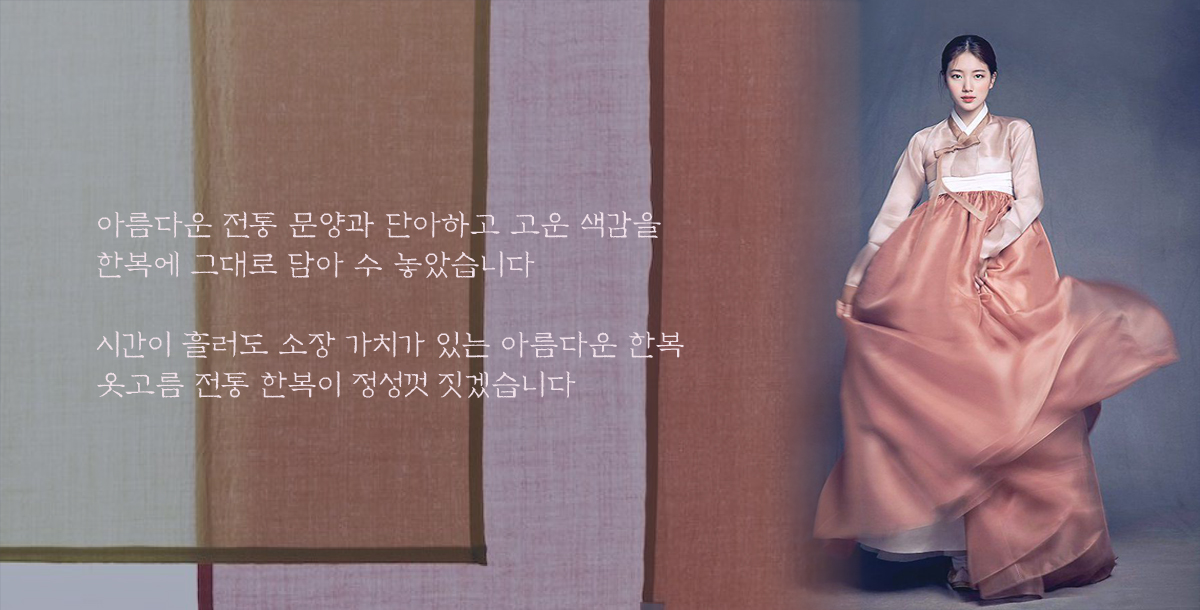 아름다운 전통 문양과 단아하고 고운 색감을
한복에 그대로 담아 수 놓았습니다
시간이 흘러도 소장 가치가 있는 아름다운 한복
옷고름 전통 한복이 정성껏 짓겠습니다